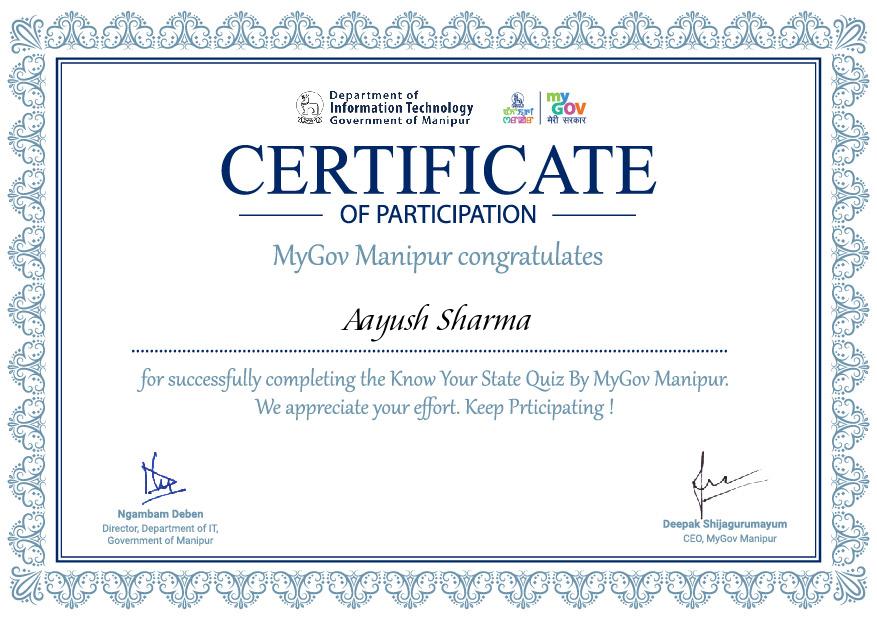 Department of
Information Technology
Government of Manipur
my
GOV
मेरी सरकार
CERTIFICATE
OF PARTICIPATION
MyGov Manipur congratulates
Aayush Sharma
for successfully completing the Know Your State Quiz By MyGov Manipur.
We appreciate your effort. Keep Prticipating !
Ngambam Deben
Director, Department of IT,
Government of Manipur
Deepak Shijagurumayum
CEO, MyGov Manipur